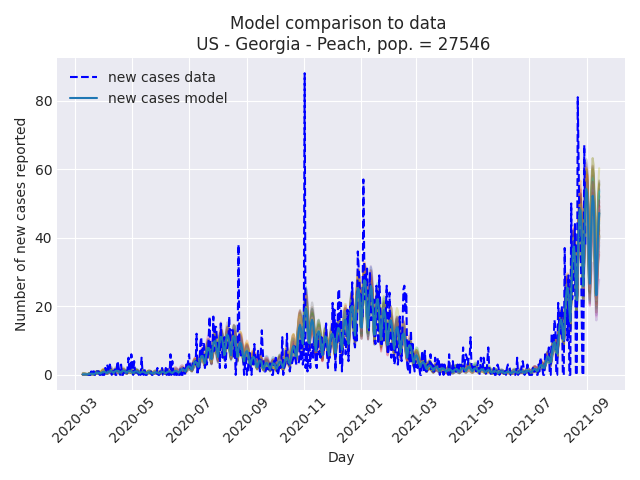 Model comparison to data
US - Georgia - Peach, pop. = 27546
new cases data
new cases model
Number of new cases reported
80
60
40
20
0
2020-03
2020-05
2020-07
2020-09
2020-11
2021-01
2021-03
2021-05
2021-07
2021-09
Day